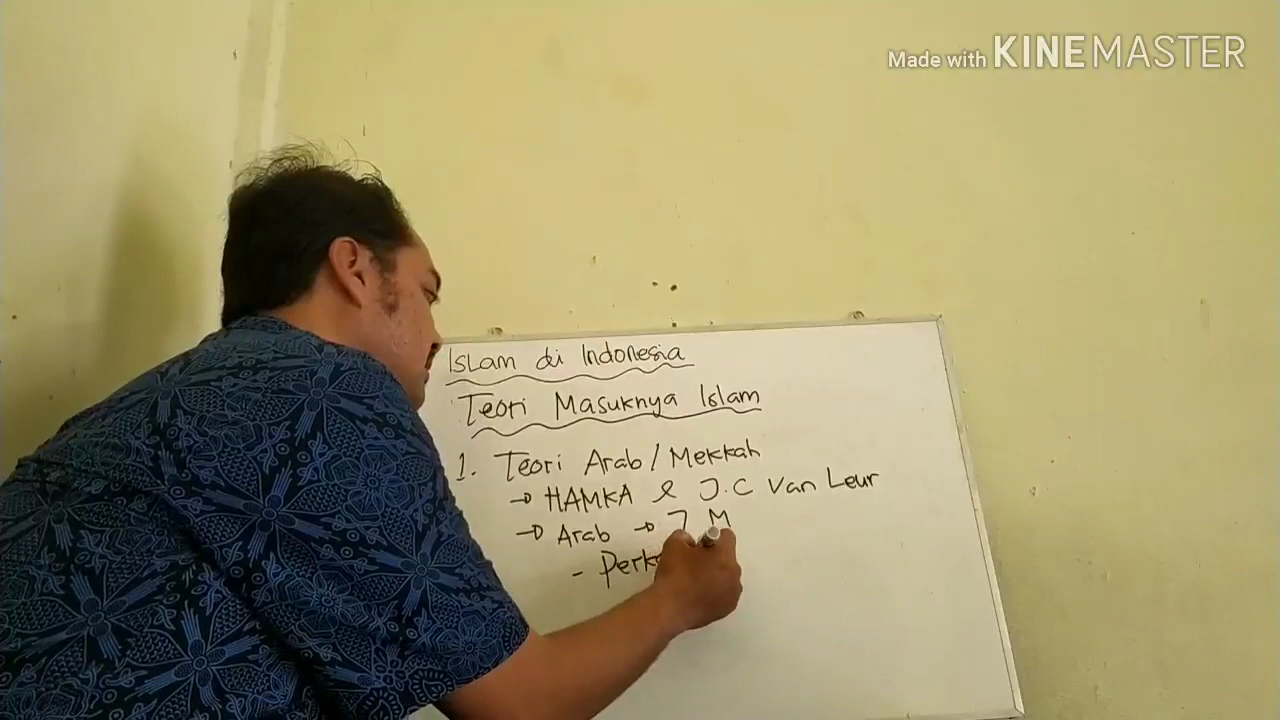 Made with KINEMASTER
Islam di Indonesia
Teori Masuknya Islam
1. Teori Arab / Mekkah
→ HAMKA & J.C Van Leur
→ Arab → 7 M
-